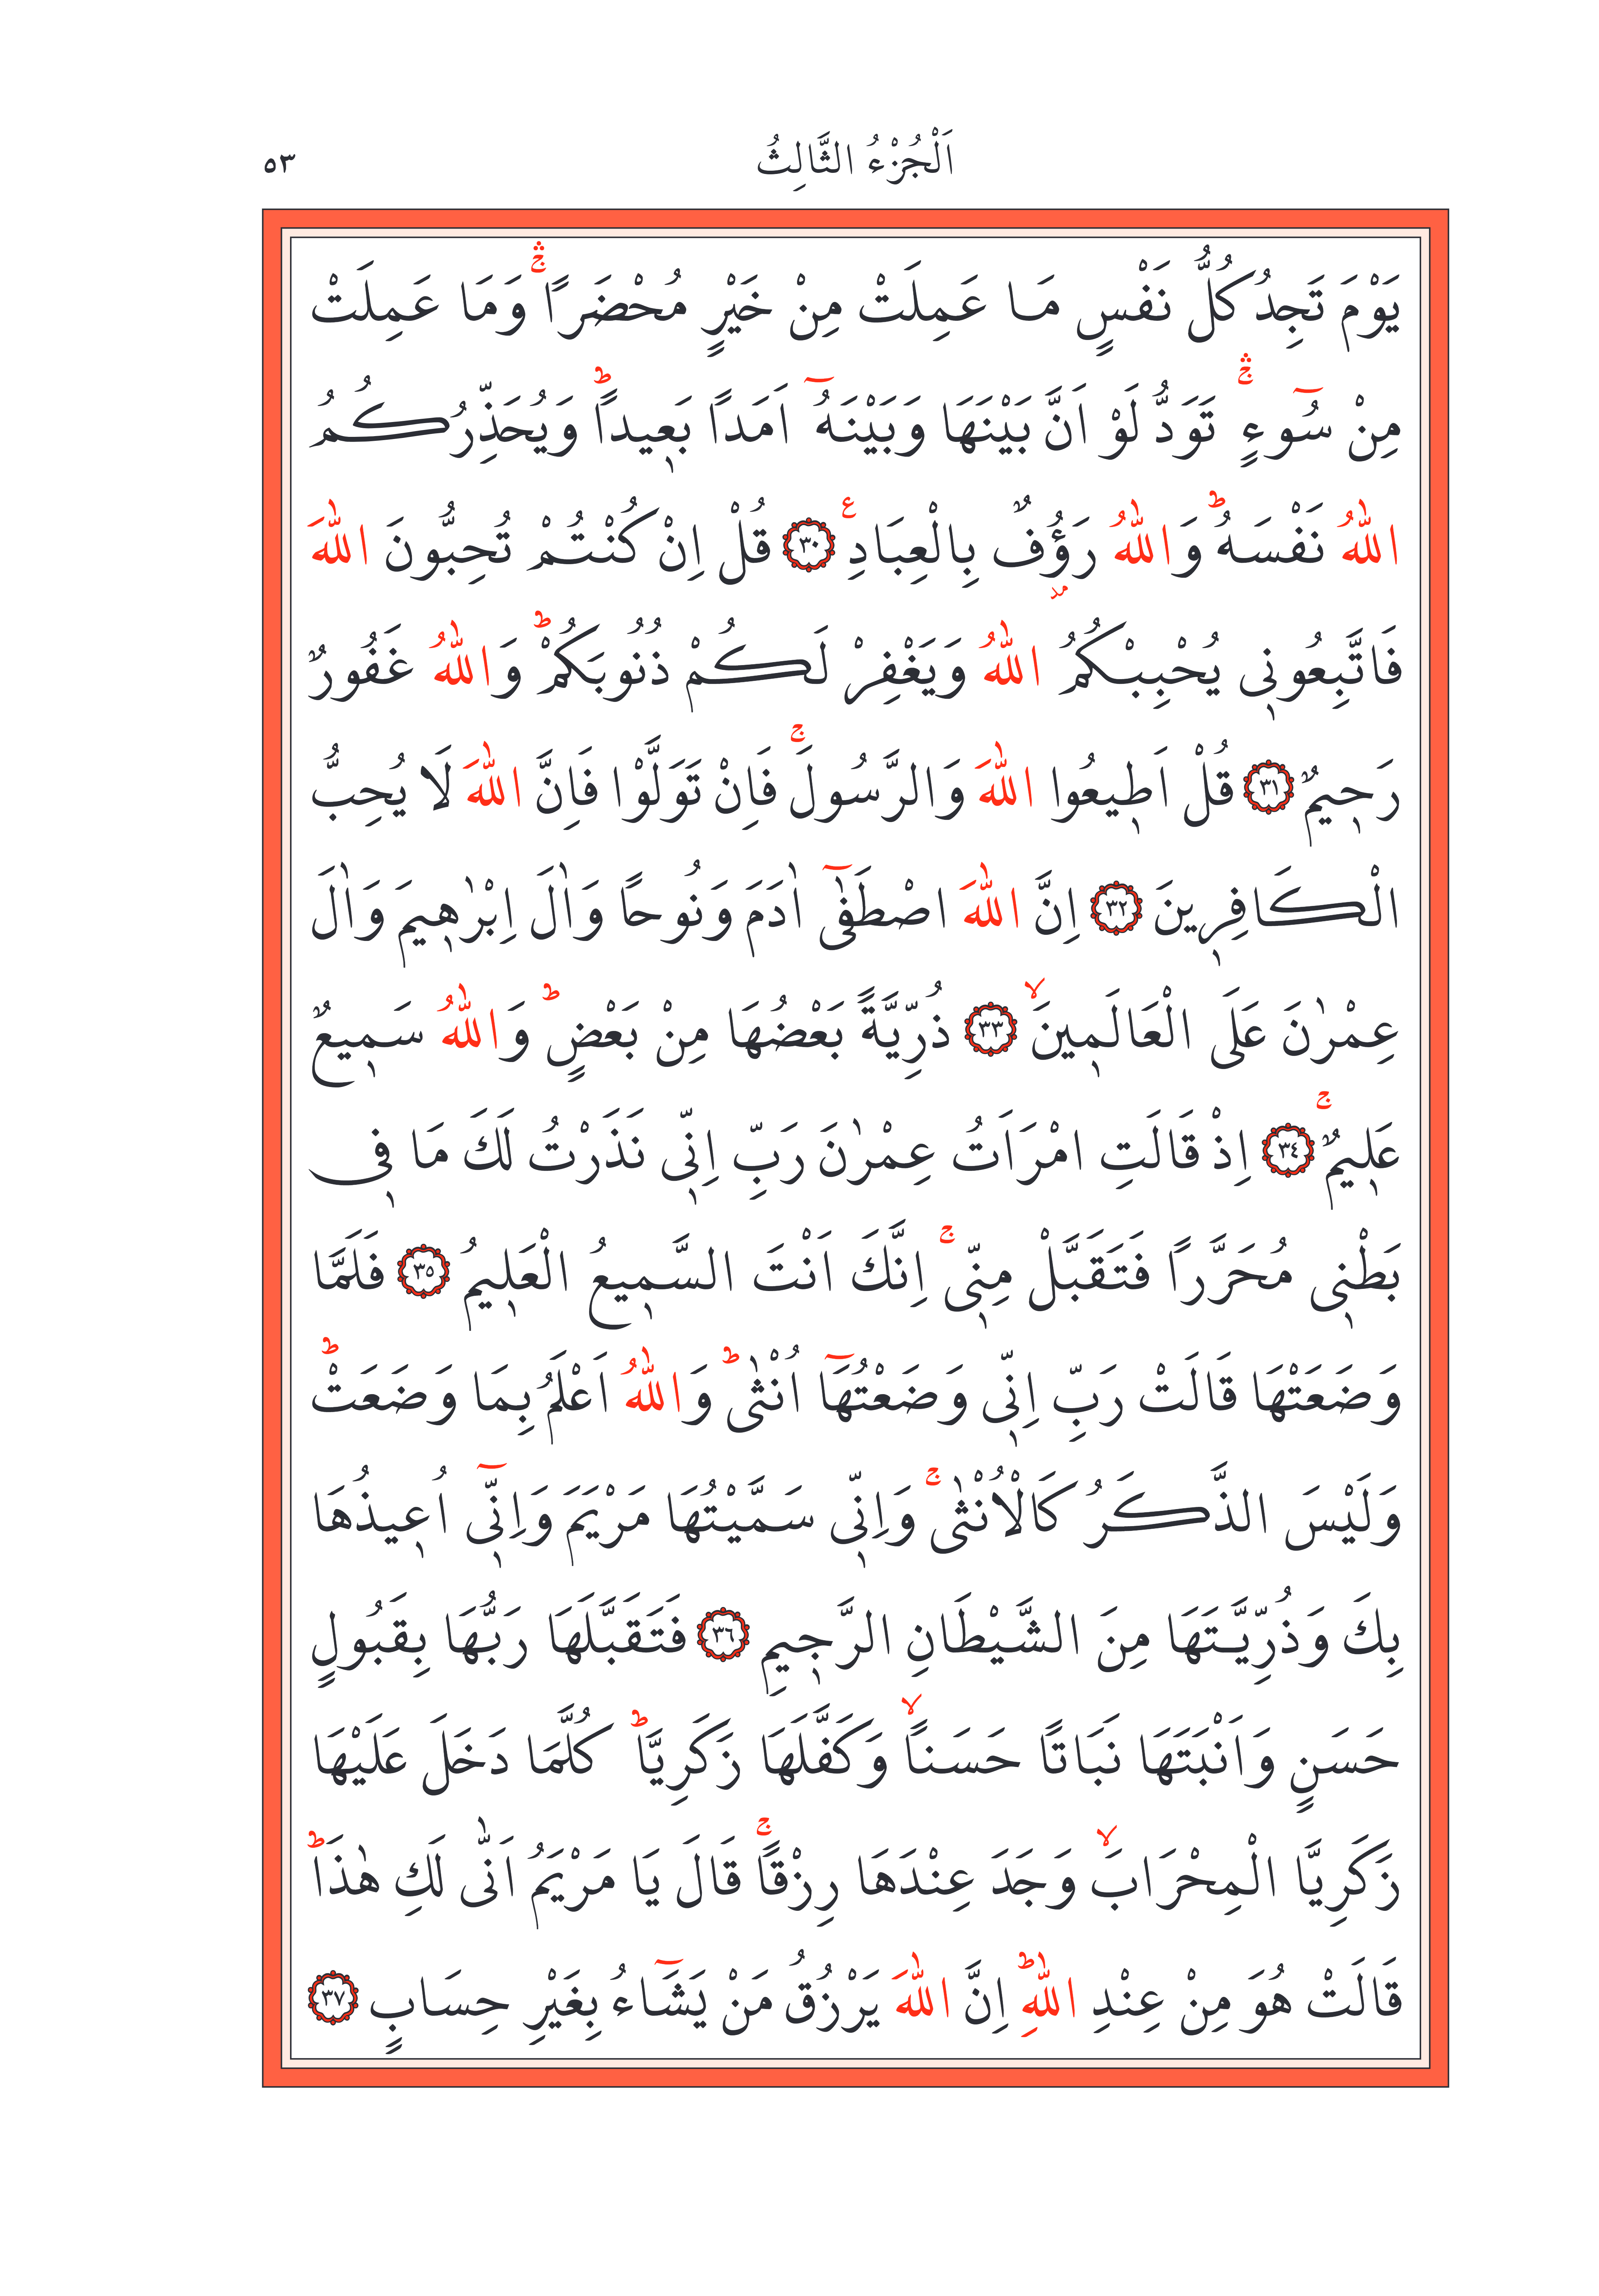 اَلْجُزْءُ الثَّالِثُ ٥٣
يَوْمَ تَجِدُ كُلُّ نَفْسٍ مَا عَمِلَتْ مِنْ خَيْرٍ مُحْضَرًاۚۛ وَمَا عَمِلَتْ
مِنْ سُٓوءٍۚۛ تَوَدُّ لَوْ اَنَّ بَيْنَهَا وَبَيْنَهُٓ اَمَدًا بَع۪يدًاۜ وَيُحَذِّرُكُمُ
اللّٰهُ نَفْسَهُۜ وَاللّٰهُ رَؤُ۫فٌ بِالْعِبَادِ۟ ﴿٣٠﴾ قُلْ اِنْ كُنْتُمْ تُحِبُّونَ اللّٰهَ
فَاتَّبِعُون۪ي يُحْبِبْكُمُ اللّٰهُ وَيَغْفِرْ لَكُمْ ذُنُوبَكُمْۜ وَاللّٰهُ غَفُورٌ
رَح۪يمٌ ﴿٣١﴾ قُلْ اَط۪يعُوا اللّٰهَ وَالرَّسُولَۚ فَاِنْ تَوَلَّوْا فَاِنَّ اللّٰهَ لَا يُحِبُّ
الْكَافِر۪ينَ ﴿٣٢﴾ اِنَّ اللّٰهَ اصْطَفٰٓى اٰدَمَ وَنُوحًا وَاٰلَ اِبْرٰه۪يمَ وَاٰلَ
عِمْرٰنَ عَلَى الْعَالَم۪ينَۙ ﴿٣٣﴾ ذُرِّيَّةً بَعْضُهَا مِنْ بَعْضٍۜ وَاللّٰهُ سَم۪يعٌ
عَل۪يمٌۚ ﴿٣٤﴾ اِذْ قَالَتِ امْرَاَتُ عِمْرٰنَ رَبِّ اِنّ۪ي نَذَرْتُ لَكَ مَا ف۪ي
بَطْن۪ي مُحَرَّرًا فَتَقَبَّلْ مِنّ۪يۚ اِنَّكَ اَنْتَ السَّم۪يعُ الْعَل۪يمُ ﴿٣٥﴾ فَلَمَّا
وَضَعَتْهَا قَالَتْ رَبِّ اِنّ۪ي وَضَعْتُهَٓا اُنْثٰىۜ وَاللّٰهُ اَعْلَمُ بِمَا وَضَعَتْۜ
وَلَيْسَ الذَّكَرُ كَالْاُنْثٰىۚ وَاِنّ۪ي سَمَّيْتُهَا مَرْيَمَ وَاِنّ۪ٓي اُع۪يذُهَا
بِكَ وَذُرِّيَّتَهَا مِنَ الشَّيْطَانِ الرَّج۪يمِ ﴿٣٦﴾ فَتَقَبَّلَهَا رَبُّهَا بِقَبُولٍ
حَسَنٍ وَاَنْبَتَهَا نَبَاتًا حَسَنًاۙ وَكَفَّلَهَا زَكَرِيَّاۜ كُلَّمَا دَخَلَ عَلَيْهَا
زَكَرِيَّا الْمِحْرَابَۙ وَجَدَ عِنْدَهَا رِزْقًاۚ قَالَ يَا مَرْيَمُ اَنّٰى لَكِ هٰذَاۜ
قَالَتْ هُوَ مِنْ عِنْدِ اللّٰهِۜ اِنَّ اللّٰهَ يَرْزُقُ مَنْ يَشَٓاءُ بِغَيْرِ حِسَابٍ ﴿٣٧﴾